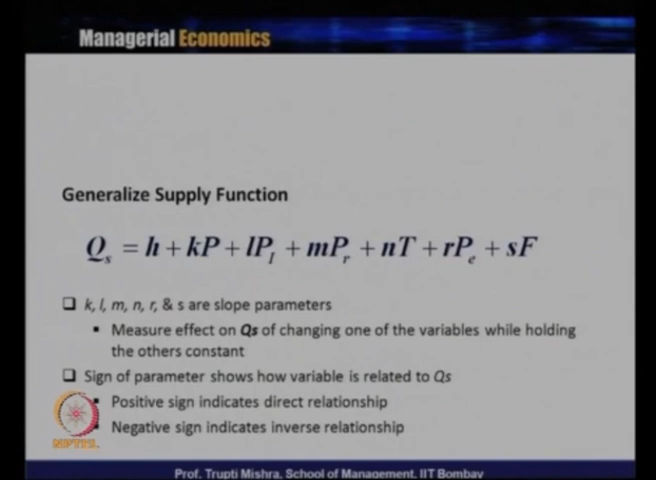 Managerial Economics
Generalize Supply Function
Qs = h + kP + lPI + mPr + nT + rPe + sF
❑ k, l, m, n, r, & s are slope parameters
▪ Measure effect on Qs of changing one of the variables while holding
the others constant
❑ Sign of parameter shows how variable is related to Qs
▪ Positive sign indicates direct relationship
▪ Negative sign indicates inverse relationship
NPTEL
Prof. Trupti Mishra, School of Management, IIT Bombay